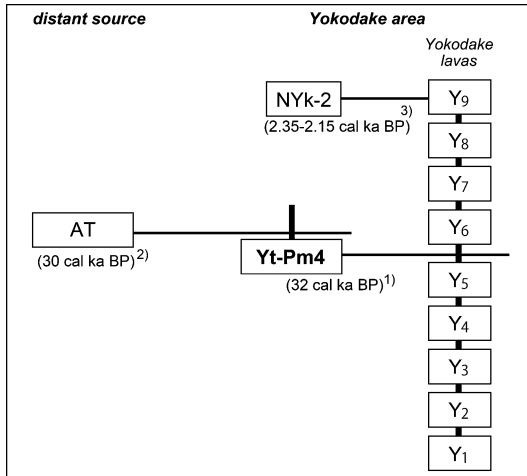 distant source
Yokodake area
Yokodake
lavas
NYk-2
Y9
(2.35-2.15 cal ka BP) 3)
Y8
Y7
AT
Y6
(30 cal ka BP) 2)
Yt-Pm4
(32 cal ka BP) 1)
Y5
Y4
Y3
Y2
Y1